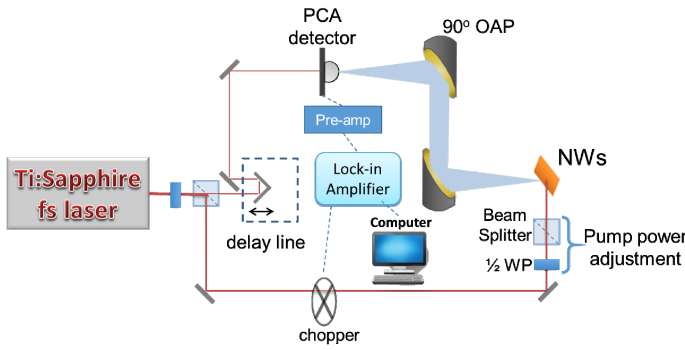 PCA
detector
90º OAP
Pre-amp
Ti:Sapphire
fs laser
Lock-in
Amplifier
NWs
delay line
Computer
Beam
Splitter
½ WP
Pump power
adjustment
chopper